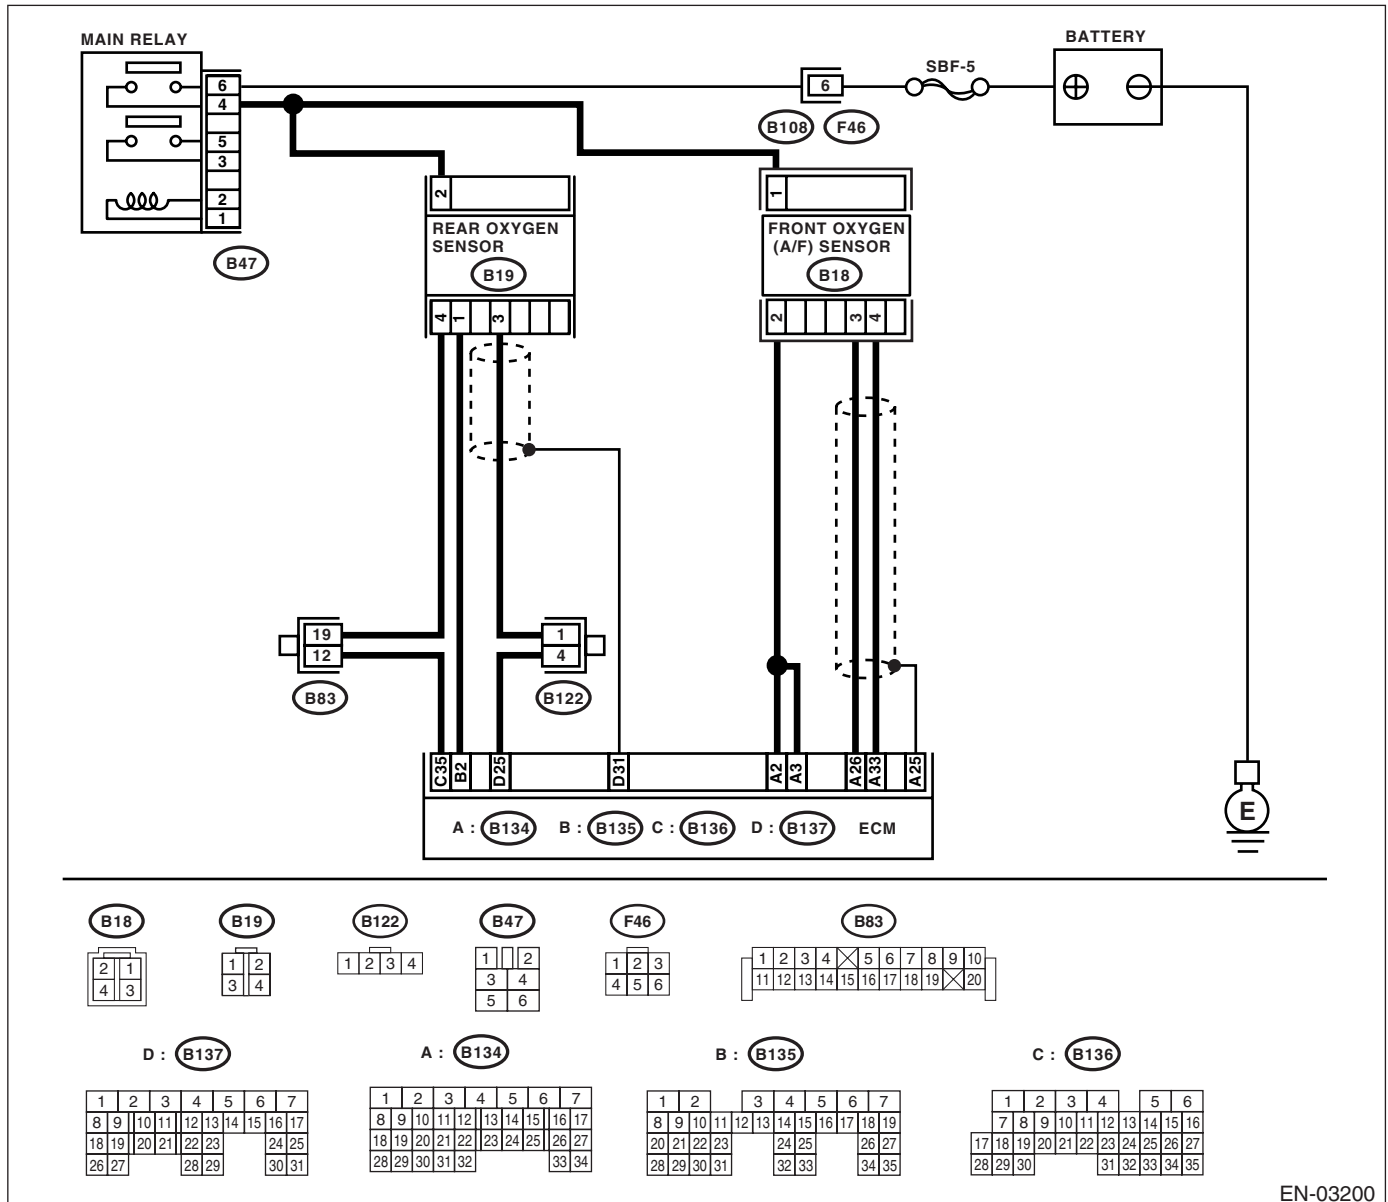 MAIN RELAY
BATTERY
SBF-5
6
4
5
3
2
1
6
B108 F46
B47
2
REAR OXYGEN
SENSOR
B19
4 1 3
1
FRONT OXYGEN
(A/F) SENSOR
B18
2 3 4
19
12
B83
1
4
B122
C35 B2 D25 D31 A2 A3 A26 A33 A25
A : B134 B : B135 C : B136 D : B137 ECM
E
B18 B19 B122 B47 F46 B83
2 1
4 3
1 2
3 4
1 2 3 4
1 2
3 4
5 6
1 2 3
4 5 6
1 2 3 4 5 6 7 8 9 10
11 12 13 14 15 16 17 18 19 20
D : B137 A : B134 B : B135 C : B136
1 2 3 4 5 6 7
8 9 10 11 12 13 14 15 16 17
18 19 20 21 22 23 24 25
26 27 28 29 30 31
1 2 3 4 5 6 7
8 9 10 11 12 13 14 15 16 17
18 19 20 21 22 23 24 25 26 27
28 29 30 31 32 33 34
1 2 3 4 5 6 7
8 9 10 11 12 13 14 15 16 17 18 19
20 21 22 23 24 25 26 27
28 29 30 31 32 33 34 35
1 2 3 4 5 6
7 8 9 10 11 12 13 14 15 16
17 18 19 20 21 22 23 24 25 26 27
28 29 30 31 32 33 34 35
EN-03200